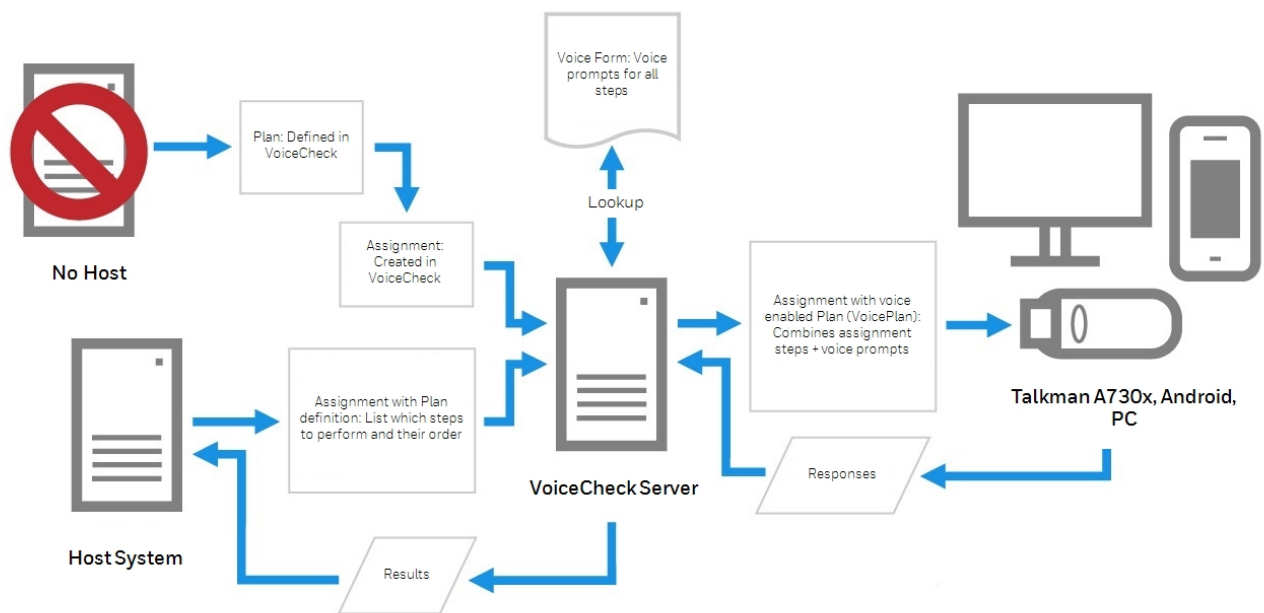 Voice Form: Voice
prompts for all
steps
Plan: Defined in
VoiceCheck
Lookup
Assignment:
Created in
VoiceCheck
No Host
Assignment with voice
enabled Plan (VoicePlan):
Combines assignment
steps + voice prompts
Assignment with Plan
definition: List which steps
to perform and their order
Talkman A730x, Android,
PC
Responses
VoiceCheck Server
Host System
Results